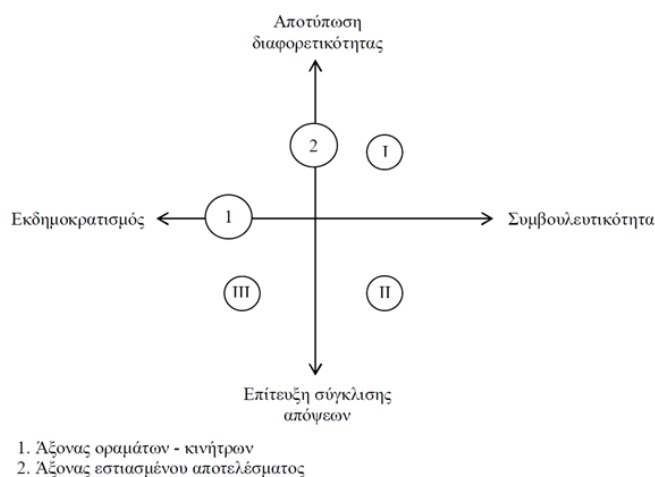 Αποτύπωση
διαφορετικότητας
2
I
Εκδημοκρατισμός
1
Συμβουλευτικότητα
III
II
Επίτευξη σύγκλισης
απόψεων
1. Άξονας οραμάτων - κινήτρων
2. Άξονας εστιασμένου αποτελέσματος